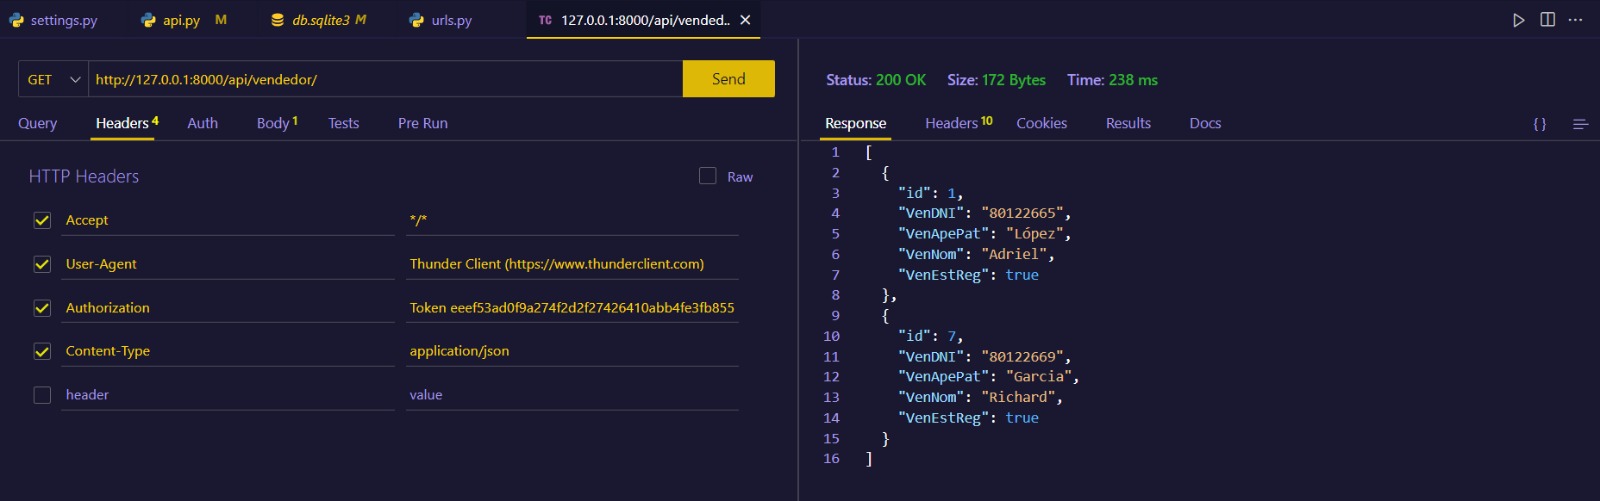 settings.py api.py M db.sqlite3 M urls.py TC 127.0.0.1:8000/api/vended..
GET http://127.0.0.1:8000/api/vendedor/ Send
Status: 200 OK Size: 172 Bytes Time: 238 ms
Query Headers 4 Auth Body 1 Tests Pre Run
Response Headers 10 Cookies Results Docs { }
HTTP Headers Raw
Accept */*
User-Agent Thunder Client (https://www.thunderclient.com)
Authorization Token eeef53ad0f9a274f2d2f27426410abb4fe3fb855
Content-Type application/json
header value
1 [
2 {
3 "id": 1,
4 "VenDNI": "80122665",
5 "VenApePat": "López",
6 "VenNom": "Adriel",
7 "VenEstReg": true
8 },
9 {
10 "id": 7,
11 "VenDNI": "80122669",
12 "VenApePat": "Garcia",
13 "VenNom": "Richard",
14 "VenEstReg": true
15 }
16 ]